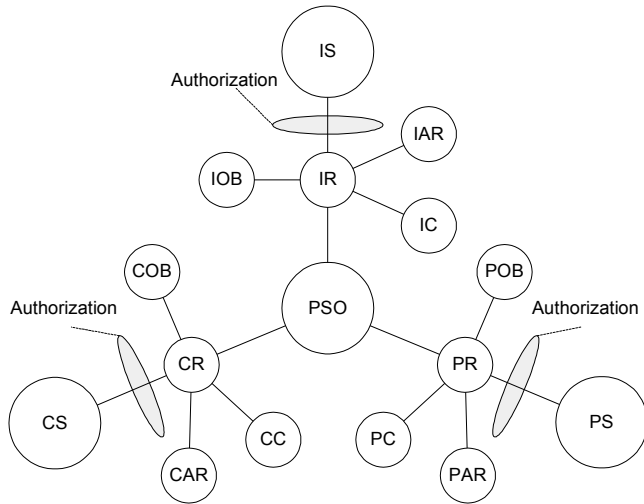 IS
Authorization
IAR
IOB
IR
IC
COB
POB
Authorization
PSO
Authorization
CR
PR
CS
CC
PC
PS
CAR
PAR